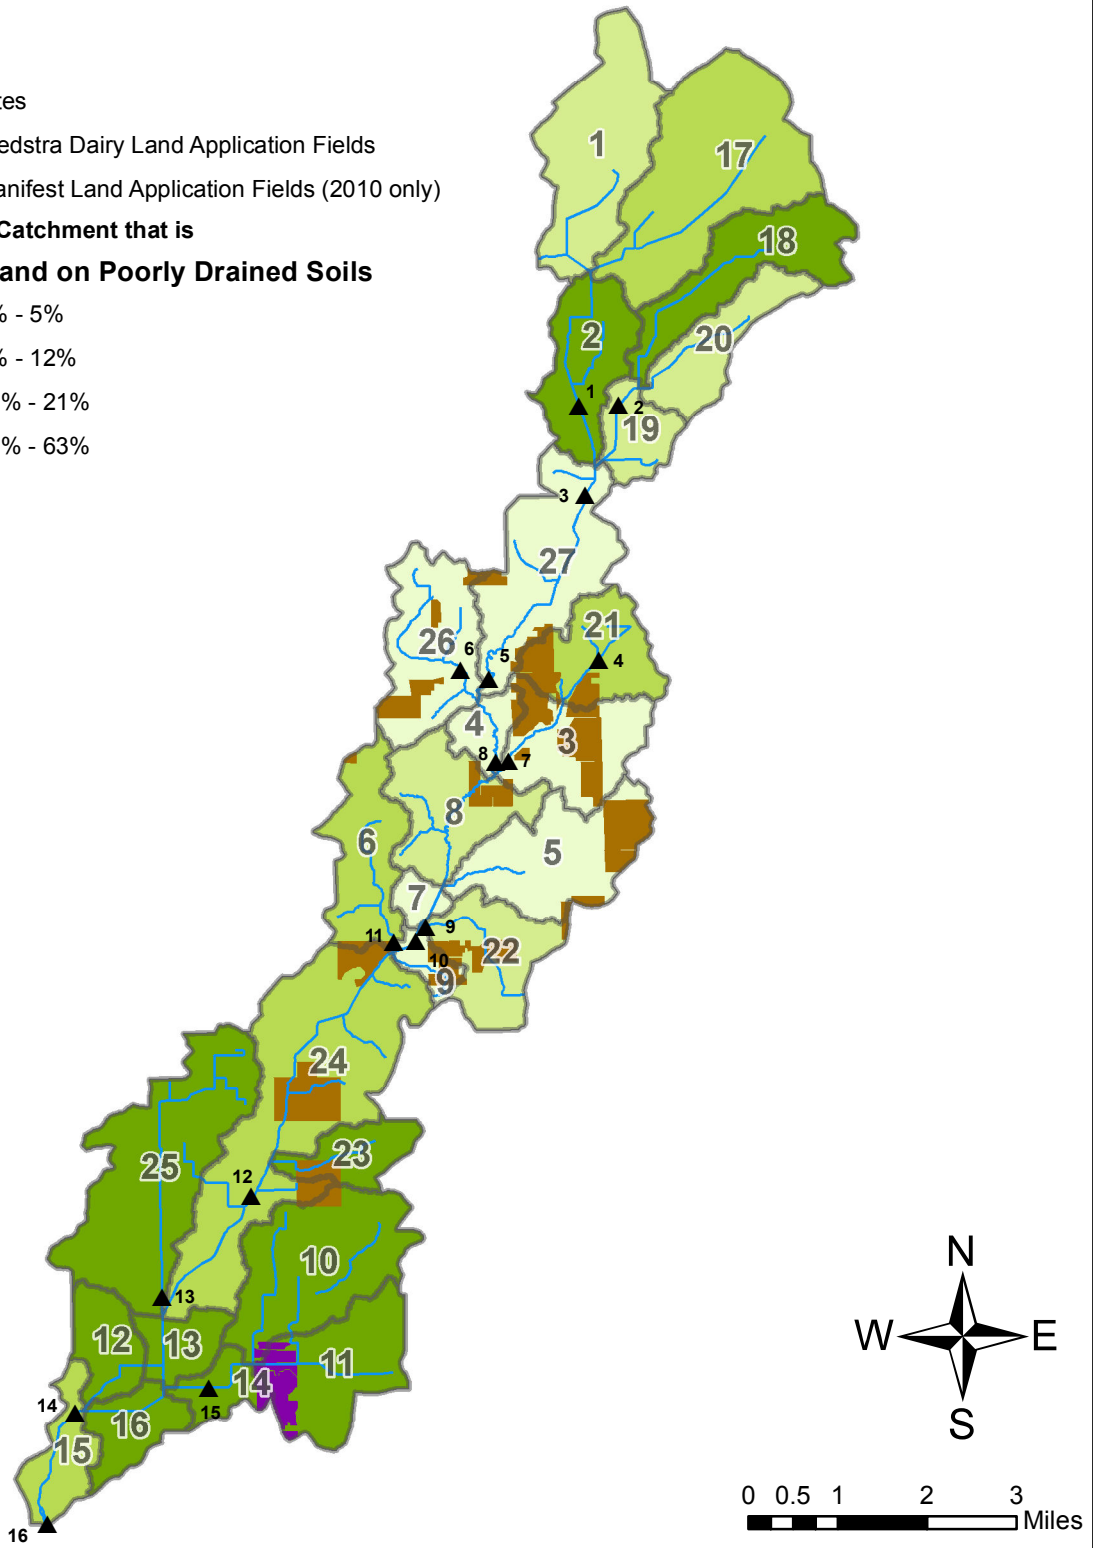 tes
edstra Dairy Land Application Fields
anifest Land Application Fields (2010 only)
Catchment that is
and on Poorly Drained Soils
% - 5%
% - 12%
% - 21%
% - 63%
1
17
18
2
20
1
2
19
3
27
21
26
6
5
4
4
3
8
7
8
6
5
7
9
11
22
10
9
24
23
25
12
10
13
12
13
11
14
14
15
16
15
16
N
W
E
S
0 0.5 1 2 3
Miles